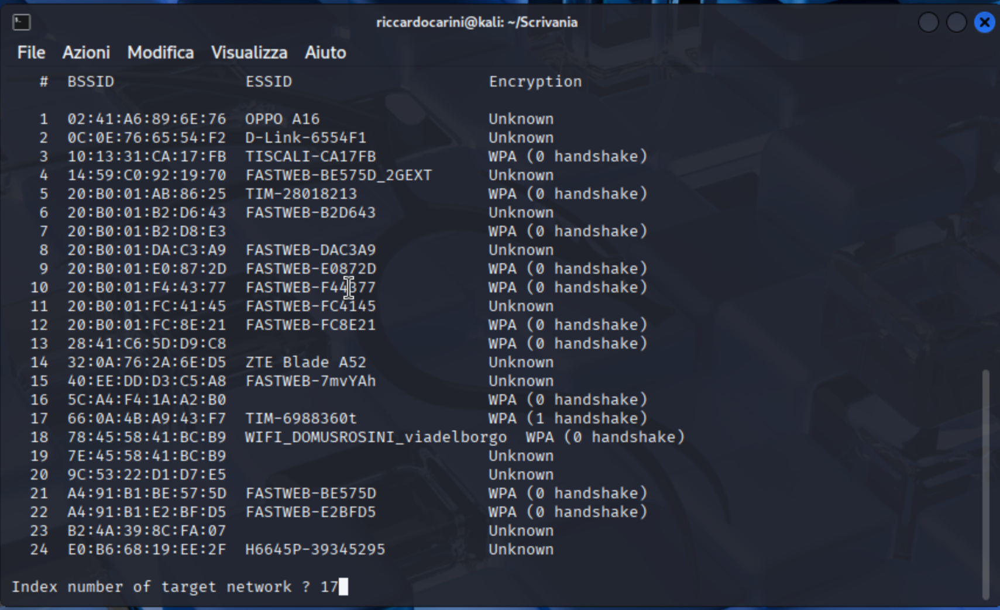 riccardocarini@kali: ~/Scrivania
File Azioni Modifica Visualizza Aiuto
# BSSID ESSID Encryption
1 02:41:A6:89:6E:76 OPPO A16 Unknown
2 0C:0E:76:65:54:F2 D-Link-6554F1 Unknown
3 10:13:31:CA:17:FB TISCALI-CA17FB WPA (0 handshake)
4 14:59:C0:92:19:70 FASTWEB-BE575D_2GEXT Unknown
5 20:B0:01:AB:86:25 TIM-28018213 WPA (0 handshake)
6 20:B0:01:B2:D6:43 FASTWEB-B2D643 Unknown
7 20:B0:01:B2:D8:E3 WPA (0 handshake)
8 20:B0:01:DA:C3:A9 FASTWEB-DAC3A9 Unknown
9 20:B0:01:E0:87:2D FASTWEB-E0872D WPA (0 handshake)
10 20:B0:01:F4:43:77 FASTWEB-F44377 WPA (0 handshake)
11 20:B0:01:FC:41:45 FASTWEB-FC4145 Unknown
12 20:B0:01:FC:8E:21 FASTWEB-FC8E21 WPA (0 handshake)
13 28:41:C6:5D:D9:C8 WPA (0 handshake)
14 32:0A:76:2A:6E:D5 ZTE Blade A52 Unknown
15 40:EE:DD:D3:C5:A8 FASTWEB-7mvYAh Unknown
16 5C:A4:F4:1A:A2:B0 WPA (0 handshake)
17 66:0A:4B:A9:43:F7 TIM-6988360t WPA (1 handshake)
18 78:45:58:41:BC:B9 WIFI_DOMUSROSINI_viadelborgo WPA (0 handshake)
19 7E:45:58:41:BC:B9 Unknown
20 9C:53:22:D1:D7:E5 Unknown
21 A4:91:B1:BE:57:5D FASTWEB-BE575D WPA (0 handshake)
22 A4:91:B1:E2:BF:D5 FASTWEB-E2BFD5 WPA (0 handshake)
23 B2:4A:39:8C:FA:07 Unknown
24 E0:B6:68:19:EE:2F H6645P-39345295 Unknown
Index number of target network ? 17